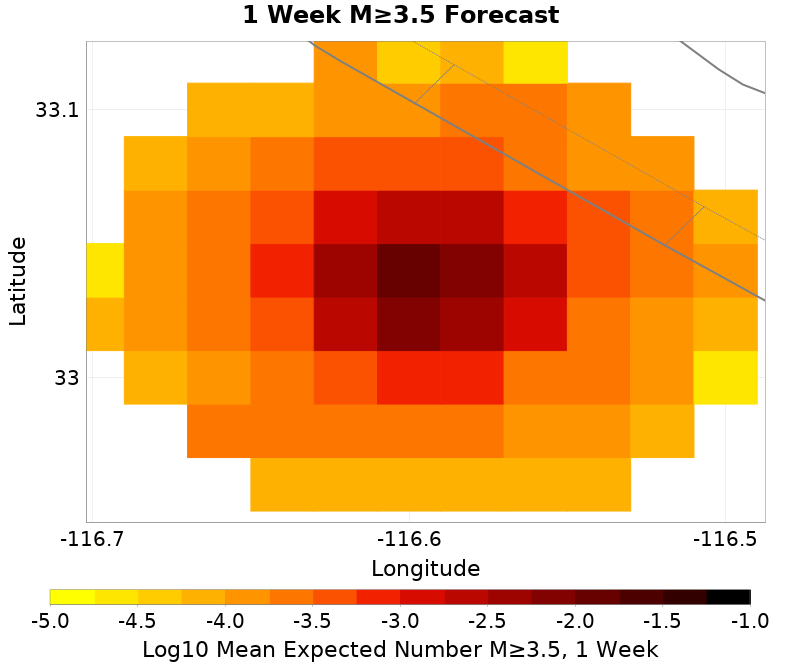 1 Week M≥3.5 Forecast
33.1
33
Latitude
-116.7 -116.6 -116.5
Longitude
-5.0 -4.5 -4.0 -3.5 -3.0 -2.5 -2.0 -1.5 -1.0
Log10 Mean Expected Number M≥3.5, 1 Week